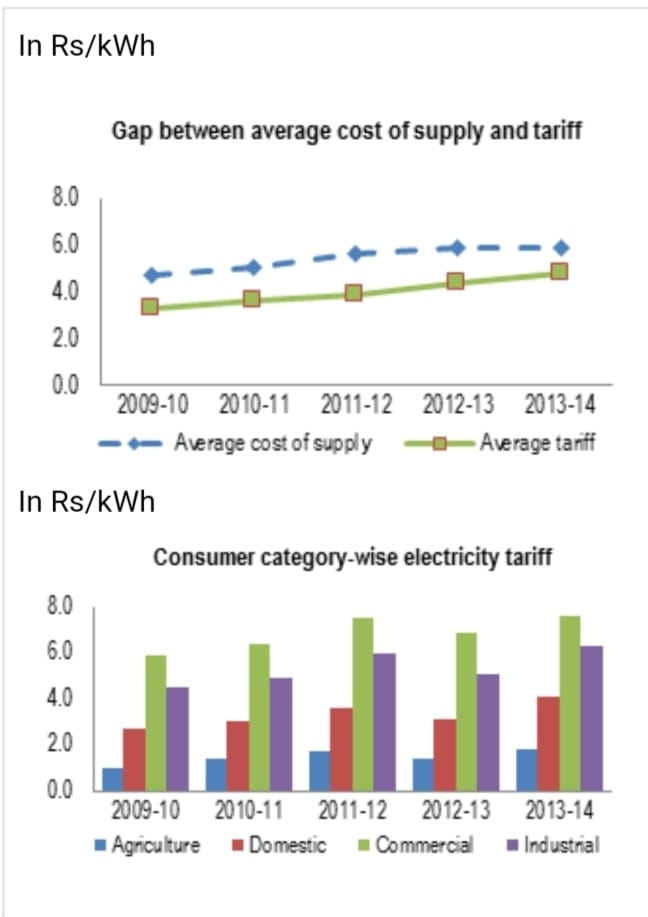 In Rs/kWh
Gap between average cost of supply and tariff
8.0
6.0
4.0
2.0
0.0
2009-10 2010-11 2011-12 2012-13 2013-14
Average cost of supply Average tariff
In Rs/kWh
Consumer category-wise electricity tariff
8.0
6.0
4.0
2.0
0.0
2009-10 2010-11 2011-12 2012-13 2013-14
Agriculture Domestic Commercial Industrial